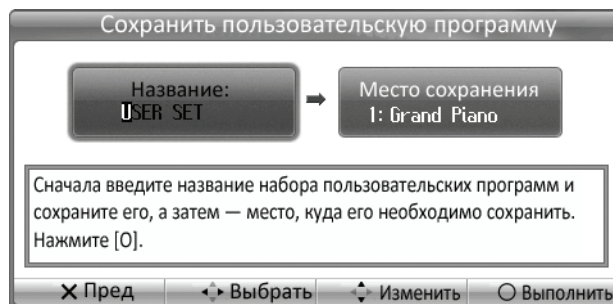 Сохранить пользовательскую программу
Название:
USER SET
Место сохранения
1: Grand Piano
Сначала введите название набора пользовательских программ и
сохраните его, а затем — место, куда его необходимо сохранить.
Нажмите [O].
Пред
Выбрать
Изменить
Выполнить